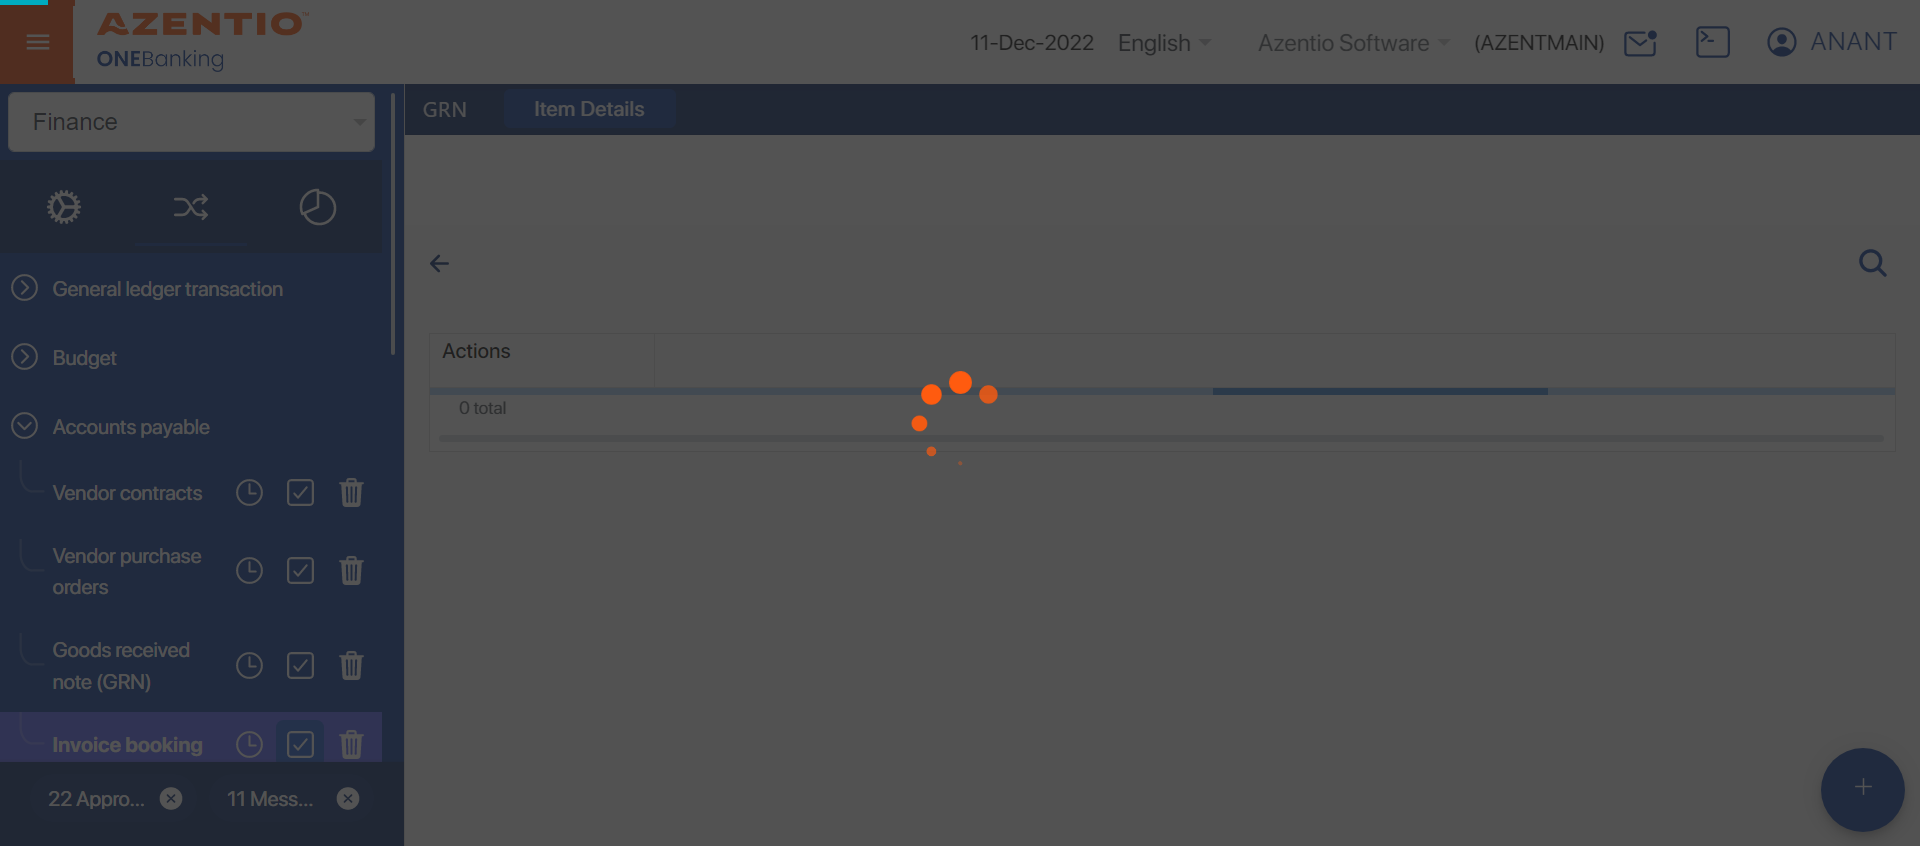 AZENTIO™
ONEBanking
11-Dec-2022 English Azentio Software (AZENTMAIN) ANANT
Finance
GRN Item Details
General ledger transaction
Budget
Accounts payable
Vendor contracts
Vendor purchase
orders
Goods received
note (GRN)
Invoice booking
22 Appro...
11 Mess...
Actions
0 total